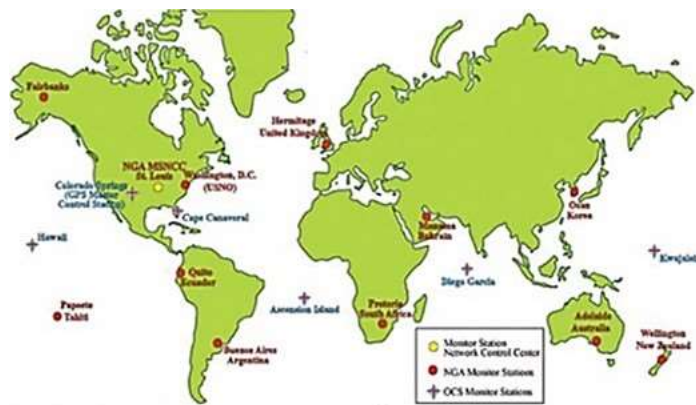 Fairbanks
Hermitage
United Kingdom
NGA MSNCC
St. Louis
Washington, D.C.
(USNO)
Colorado Springs
(GPS Master
Control Station)
Cape Canaveral
Hawaii
Osan
Korea
Manama
Bahrain
Kwajalein
Diego Garcia
Quito
Ecuador
Papeete
Tahiti
Ascension Island
Pretoria
South Africa
Adelaide
Australia
Wellington
New Zealand
Buenos Aires
Argentina
Monitor Station
Network Control Center
NGA Monitor Stations
OCS Monitor Stations